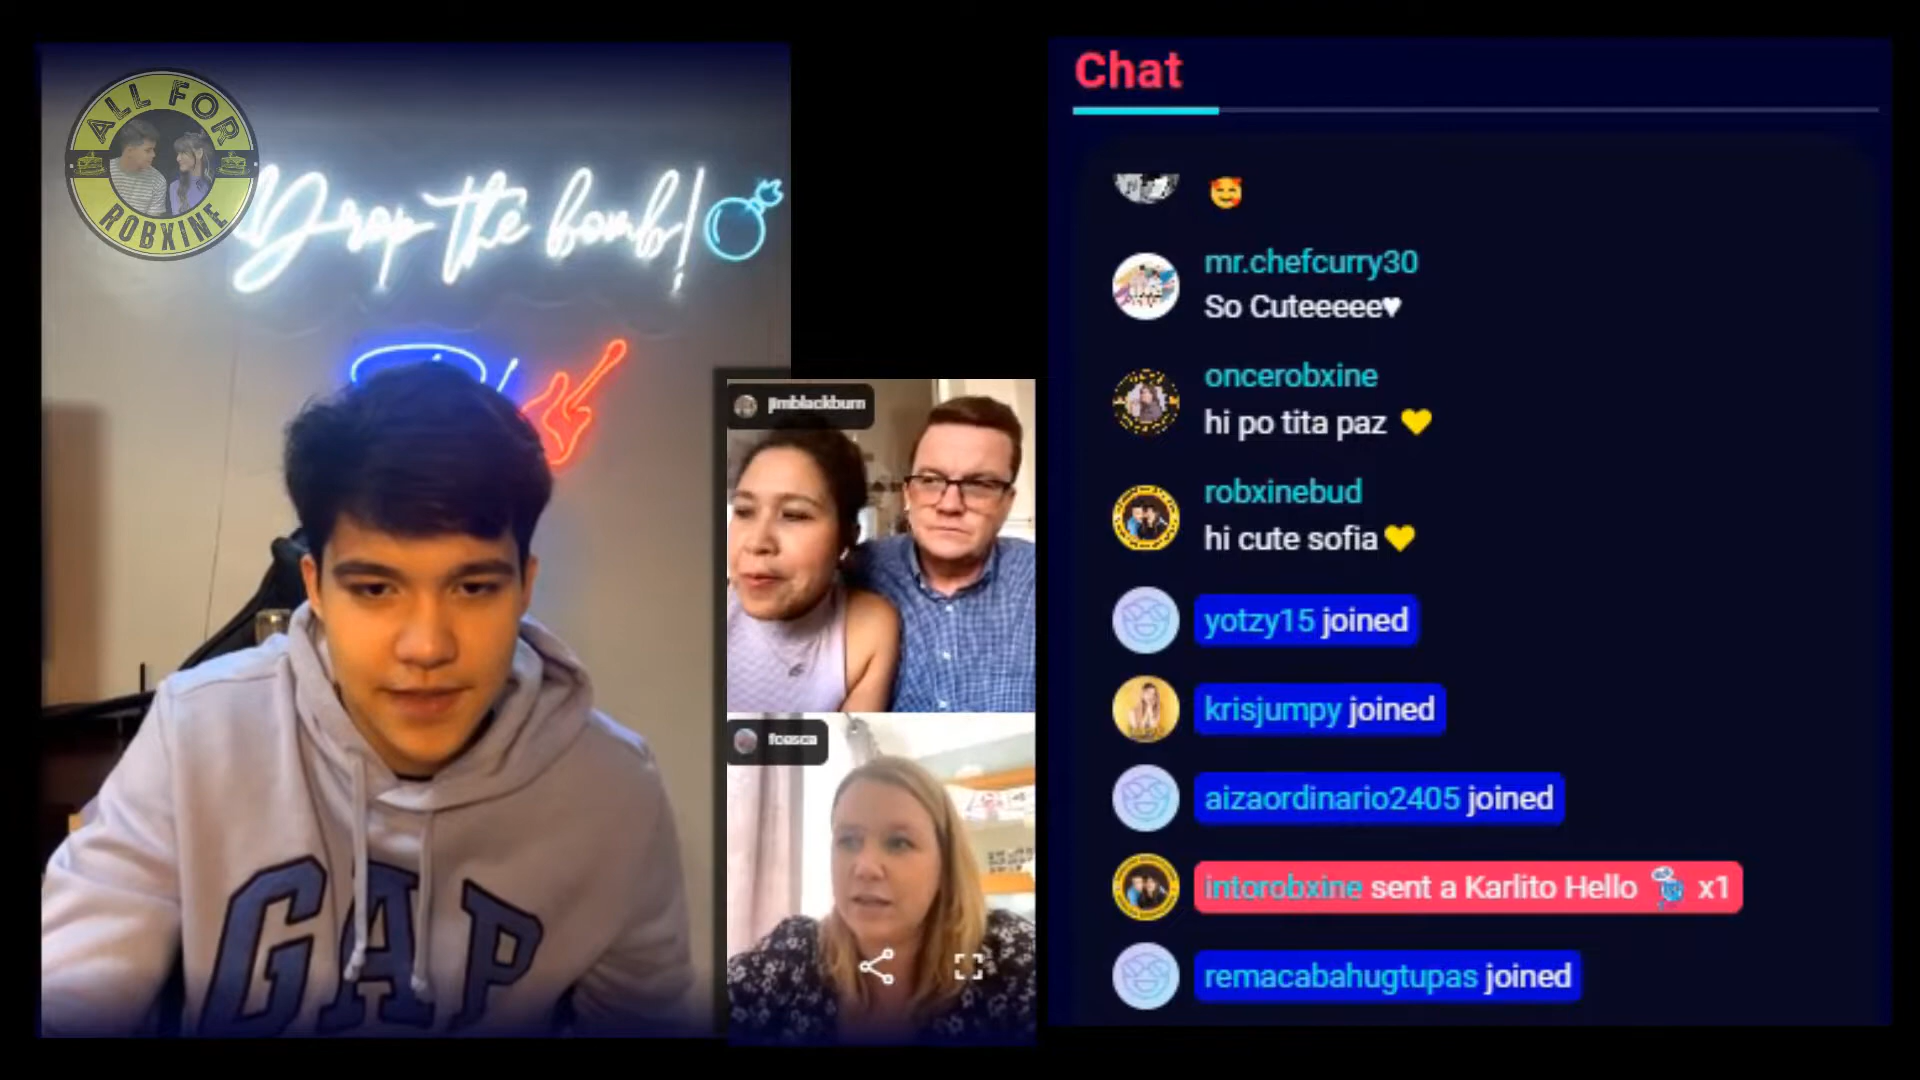 ALL FOR
ROBXINE
Drop the bomb!
GAP
jimblackburn
fcesca
Chat
🥰
mr.chefcurry30
So Cuteeeee♥
oncerobxine
hi po tita paz 💛
robxinebud
hi cute sofia💛
yotzy15 joined
krisjumpy joined
aizaordinario2405 joined
intorobxine sent a Karlito Hello x1
remacabahugtupas joined